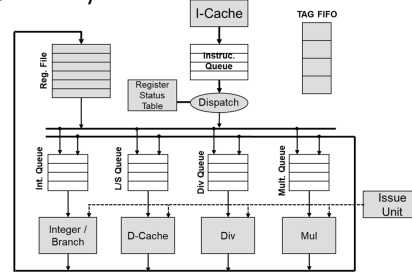 I-Cache
TAG FIFO
Reg. File
Instruc.
Queue
Register
Status
Table
Dispatch
Int. Queue
L/S Queue
Div Queue
Mult. Queue
Issue
Unit
Integer /
Branch
D-Cache
Div
Mul